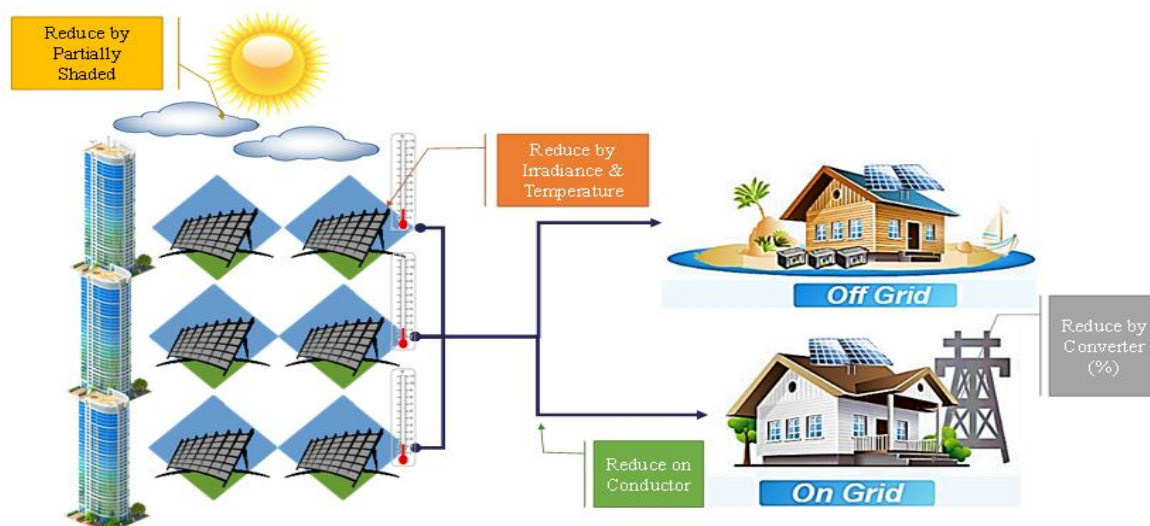 Reduce by
Partially
Shaded
Reduce by
Irradiance &
Temperature
Off Grid
Reduce by
Converter
(%)
Reduce on
Conductor
On Grid